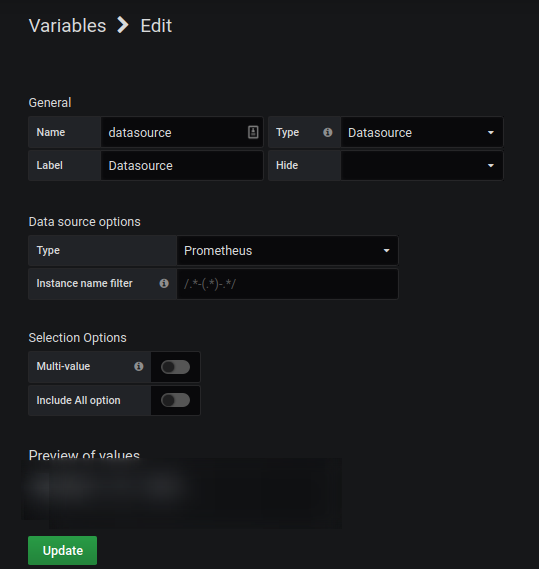 Variables > Edit
General
Name datasource Type Datasource
Label Datasource Hide
Data source options
Type Prometheus
Instance name filter /.*-(.*)-.*/
Selection Options
Multi-value
Include All option
Preview of values
Update